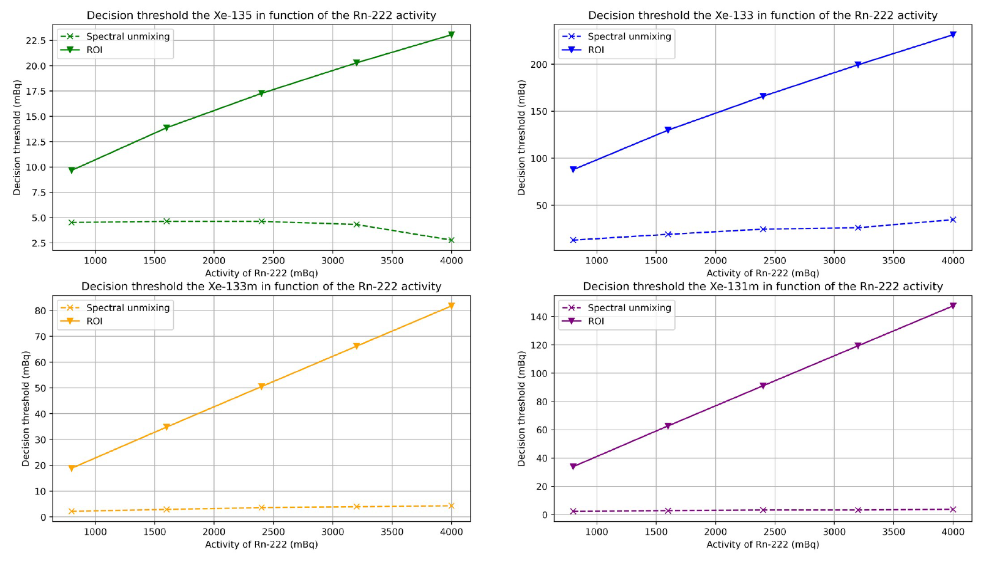 Decision threshold the Xe-135 in function of the Rn-222 activity
Spectral unmixing
ROI
22.5
20.0
17.5
15.0
12.5
10.0
7.5
5.0
2.5
Decision threshold (mBq)
1000 1500 2000 2500 3000 3500 4000
Activity of Rn-222 (mBq)
Decision threshold the Xe-133 in function of the Rn-222 activity
Spectral unmixing
ROI
200
150
100
50
Decision threshold (mBq)
1000 1500 2000 2500 3000 3500 4000
Activity of Rn-222 (mBq)
Decision threshold the Xe-133m in function of the Rn-222 activity
Spectral unmixing
ROI
80
70
60
50
40
30
20
10
0
Decision threshold (mBq)
1000 1500 2000 2500 3000 3500 4000
Activity of Rn-222 (mBq)
Decision threshold the Xe-131m in function of the Rn-222 activity
Spectral unmixing
ROI
140
120
100
80
60
40
20
0
Decision threshold (mBq)
1000 1500 2000 2500 3000 3500 4000
Activity of Rn-222 (mBq)